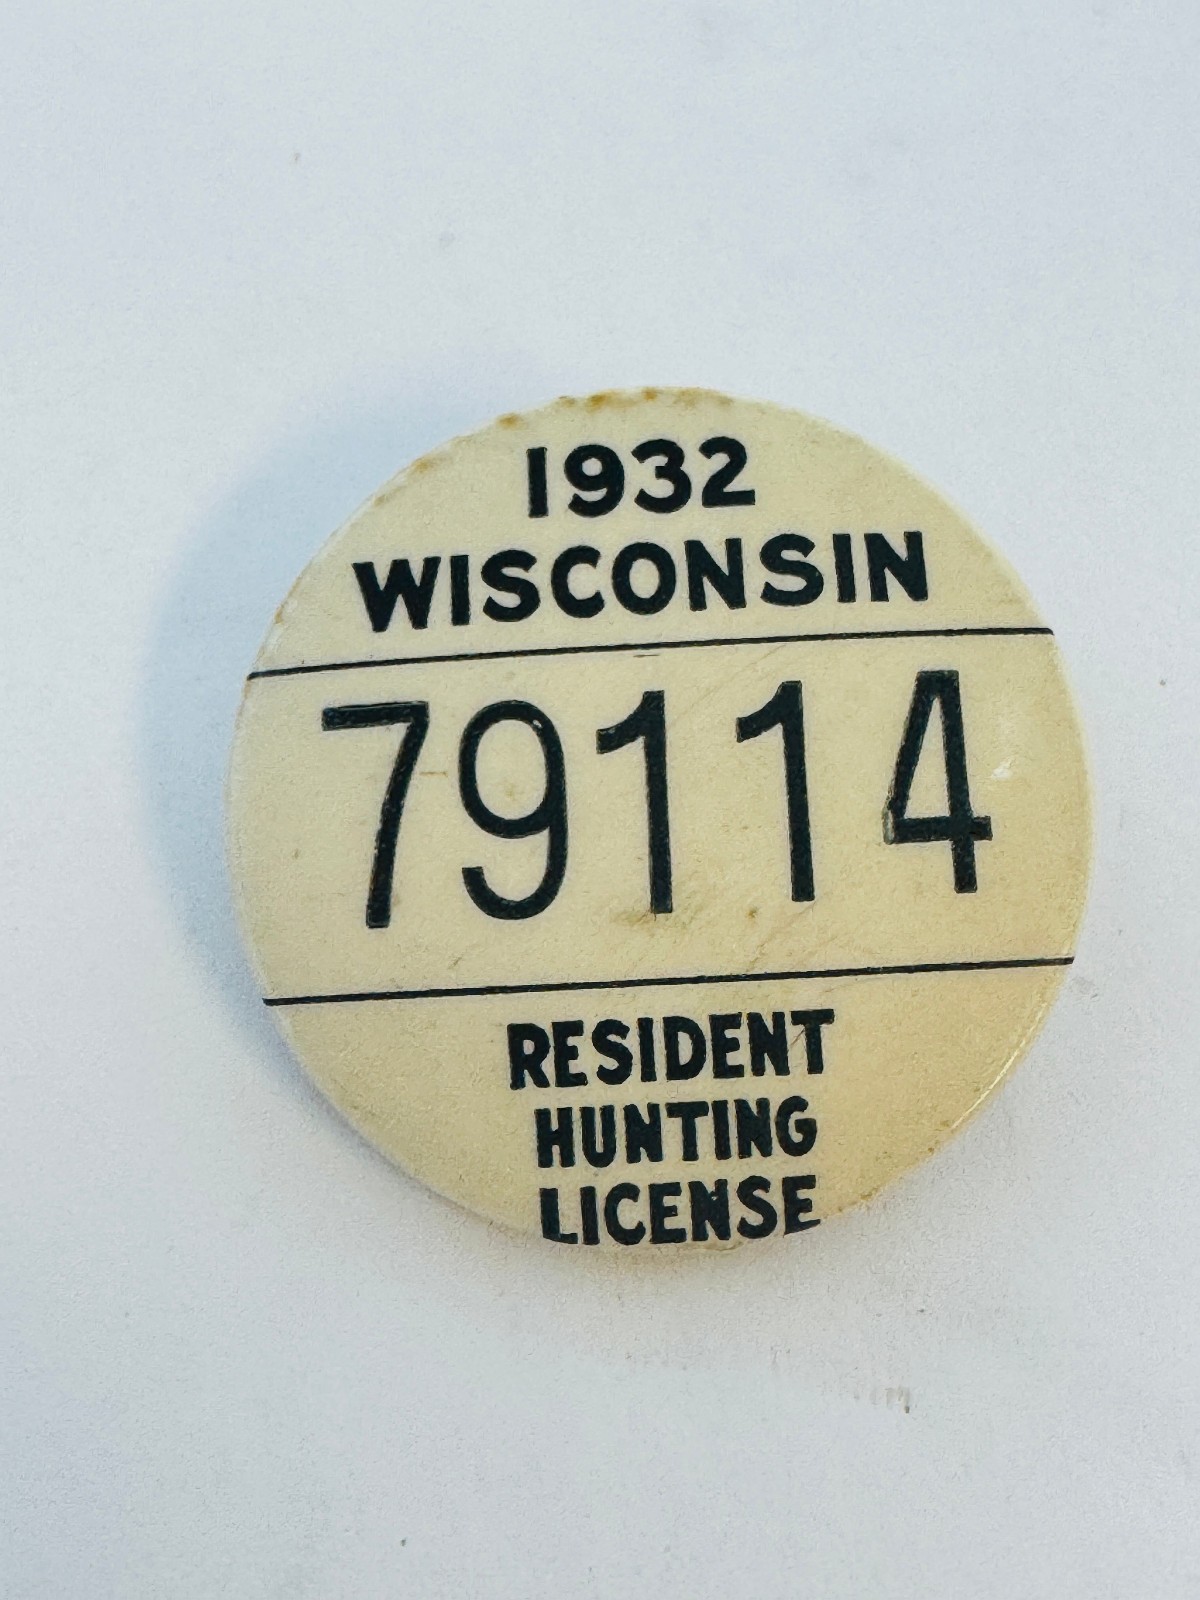 1932
WISCONSIN
79114
RESIDENT
HUNTING
LICENSE